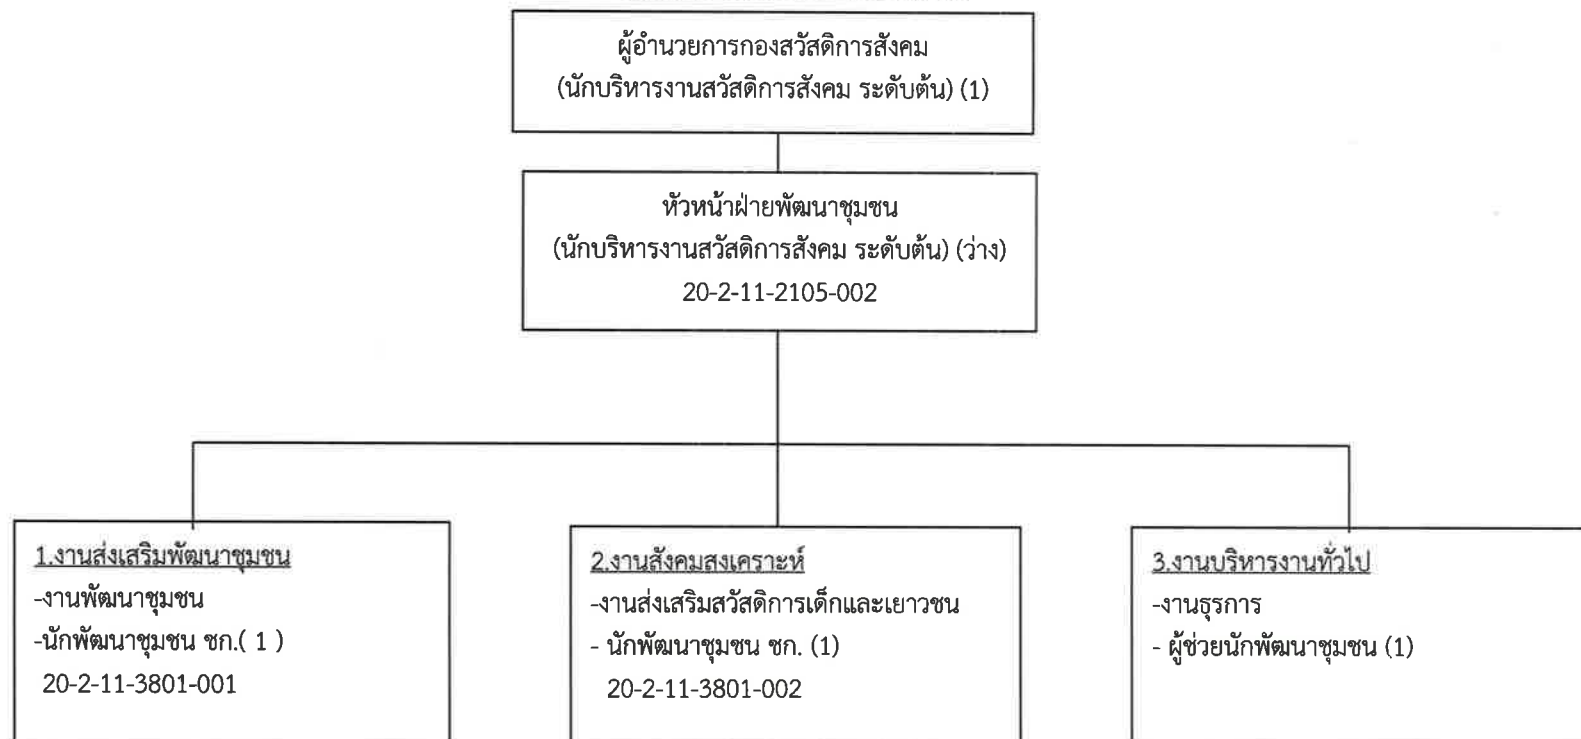 ผู้อำนวยการกองสวัสดิการสังคม
(นักบริหารงานสวัสดิการสังคม ระดับต้น) (1)
หัวหน้าฝ่ายพัฒนาชุมชน
(นักบริหารงานสวัสดิการสังคม ระดับต้น) (ว่าง)
20-2-11-2105-002
1.งานส่งเสริมพัฒนาชุมชน
-งานพัฒนาชุมชน
-นักพัฒนาชุมชน ชก.( 1 )
20-2-11-3801-001
2.งานสังคมสงเคราะห์
-งานส่งเสริมสวัสดิการเด็กและเยาวชน
- นักพัฒนาชุมชน ชก. (1)
20-2-11-3801-002
3.งานบริหารงานทั่วไป
-งานธุรการ
- ผู้ช่วยนักพัฒนาชุมชน (1)